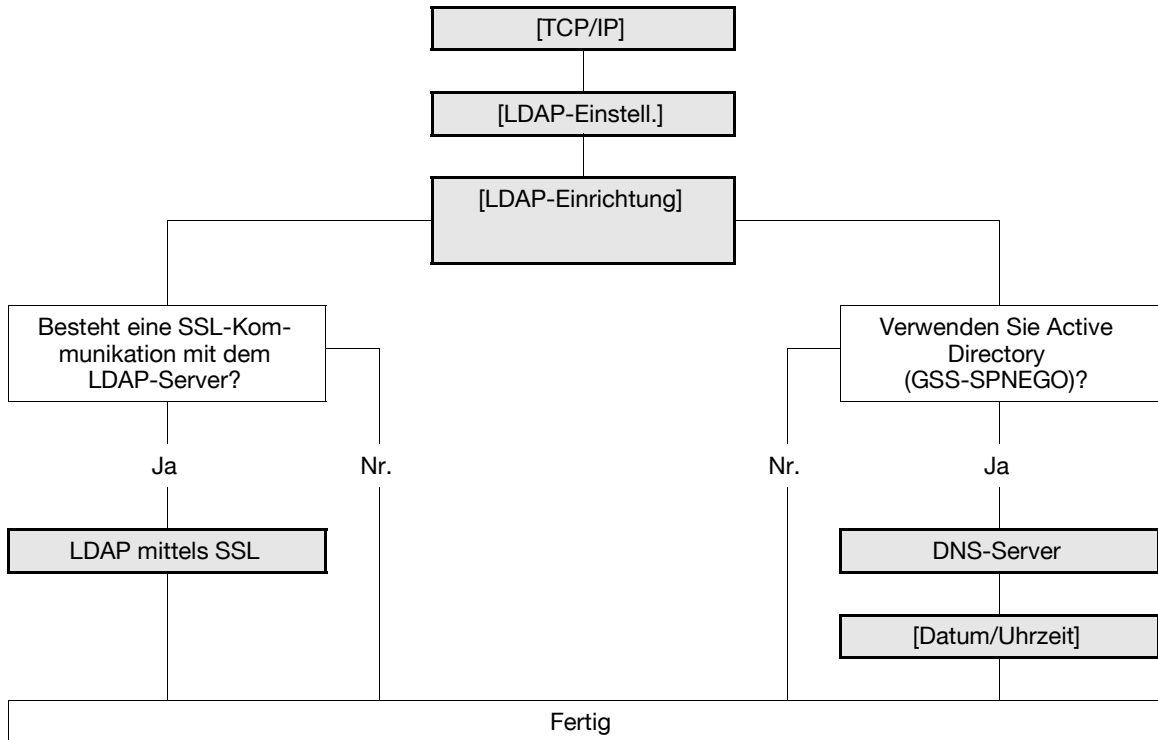 [TCP/IP]
[LDAP-Einstell.]
[LDAP-Einrichtung]
Besteht eine SSL-Kom-
munikation mit dem
LDAP-Server?
Verwenden Sie Active
Directory
(GSS-SPNEGO)?
Ja
Nr.
Nr.
Ja
LDAP mittels SSL
DNS-Server
[Datum/Uhrzeit]
Fertig